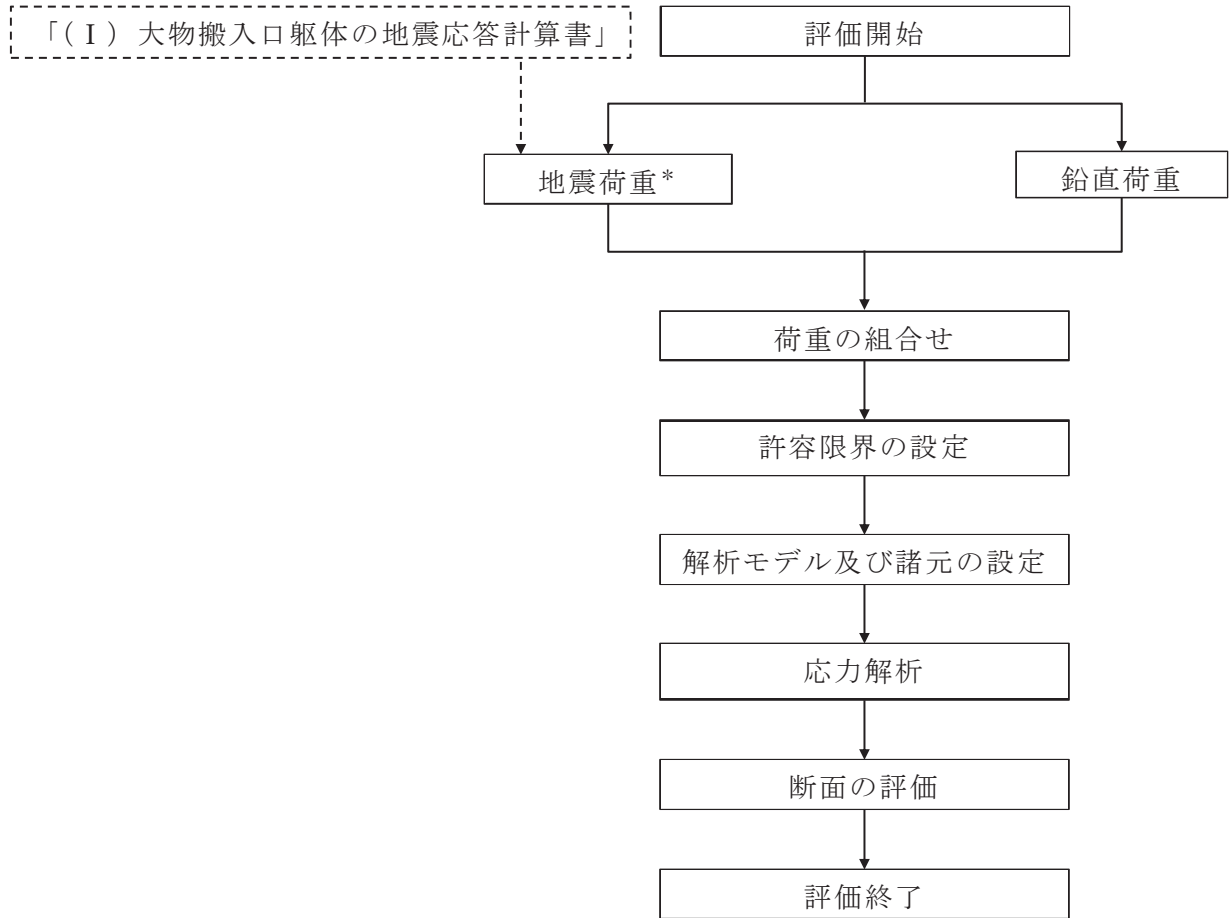 「(Ⅰ) 大物搬入口躯体の地震応答計算書」
評価開始
地震荷重*
鉛直荷重
荷重の組合せ
許容限界の設定
解析モデル及び諸元の設定
応力解析
断面の評価
評価終了